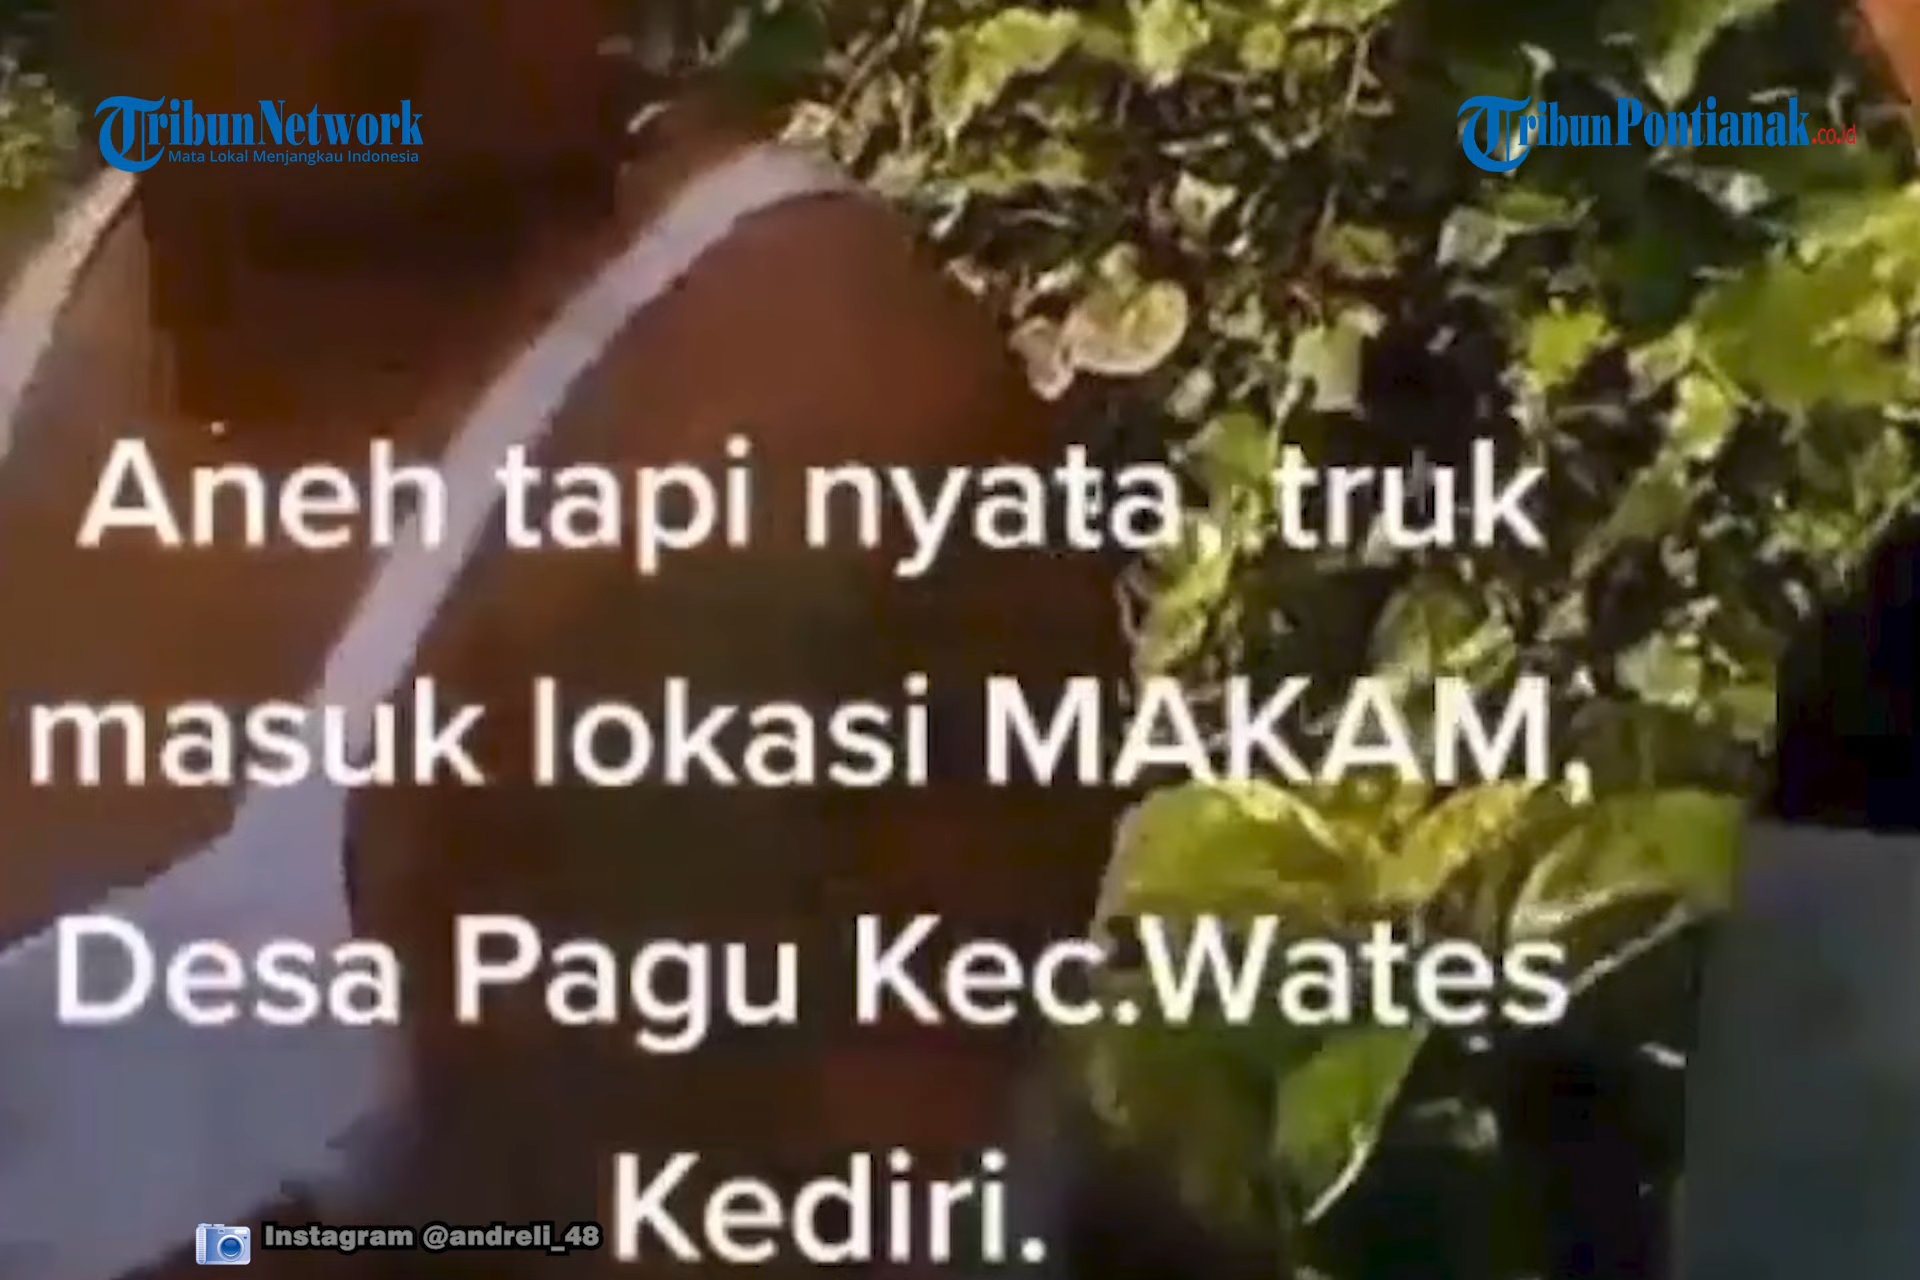 TribunNetwork
Mata Lokal Menjangkau Indonesia
TribunPontianak.co.id
Aneh tapi nyata, truk
masuk lokasi MAKAM,
Desa Pagu Kec.Wates
Kediri.
Instagram @andreli_48